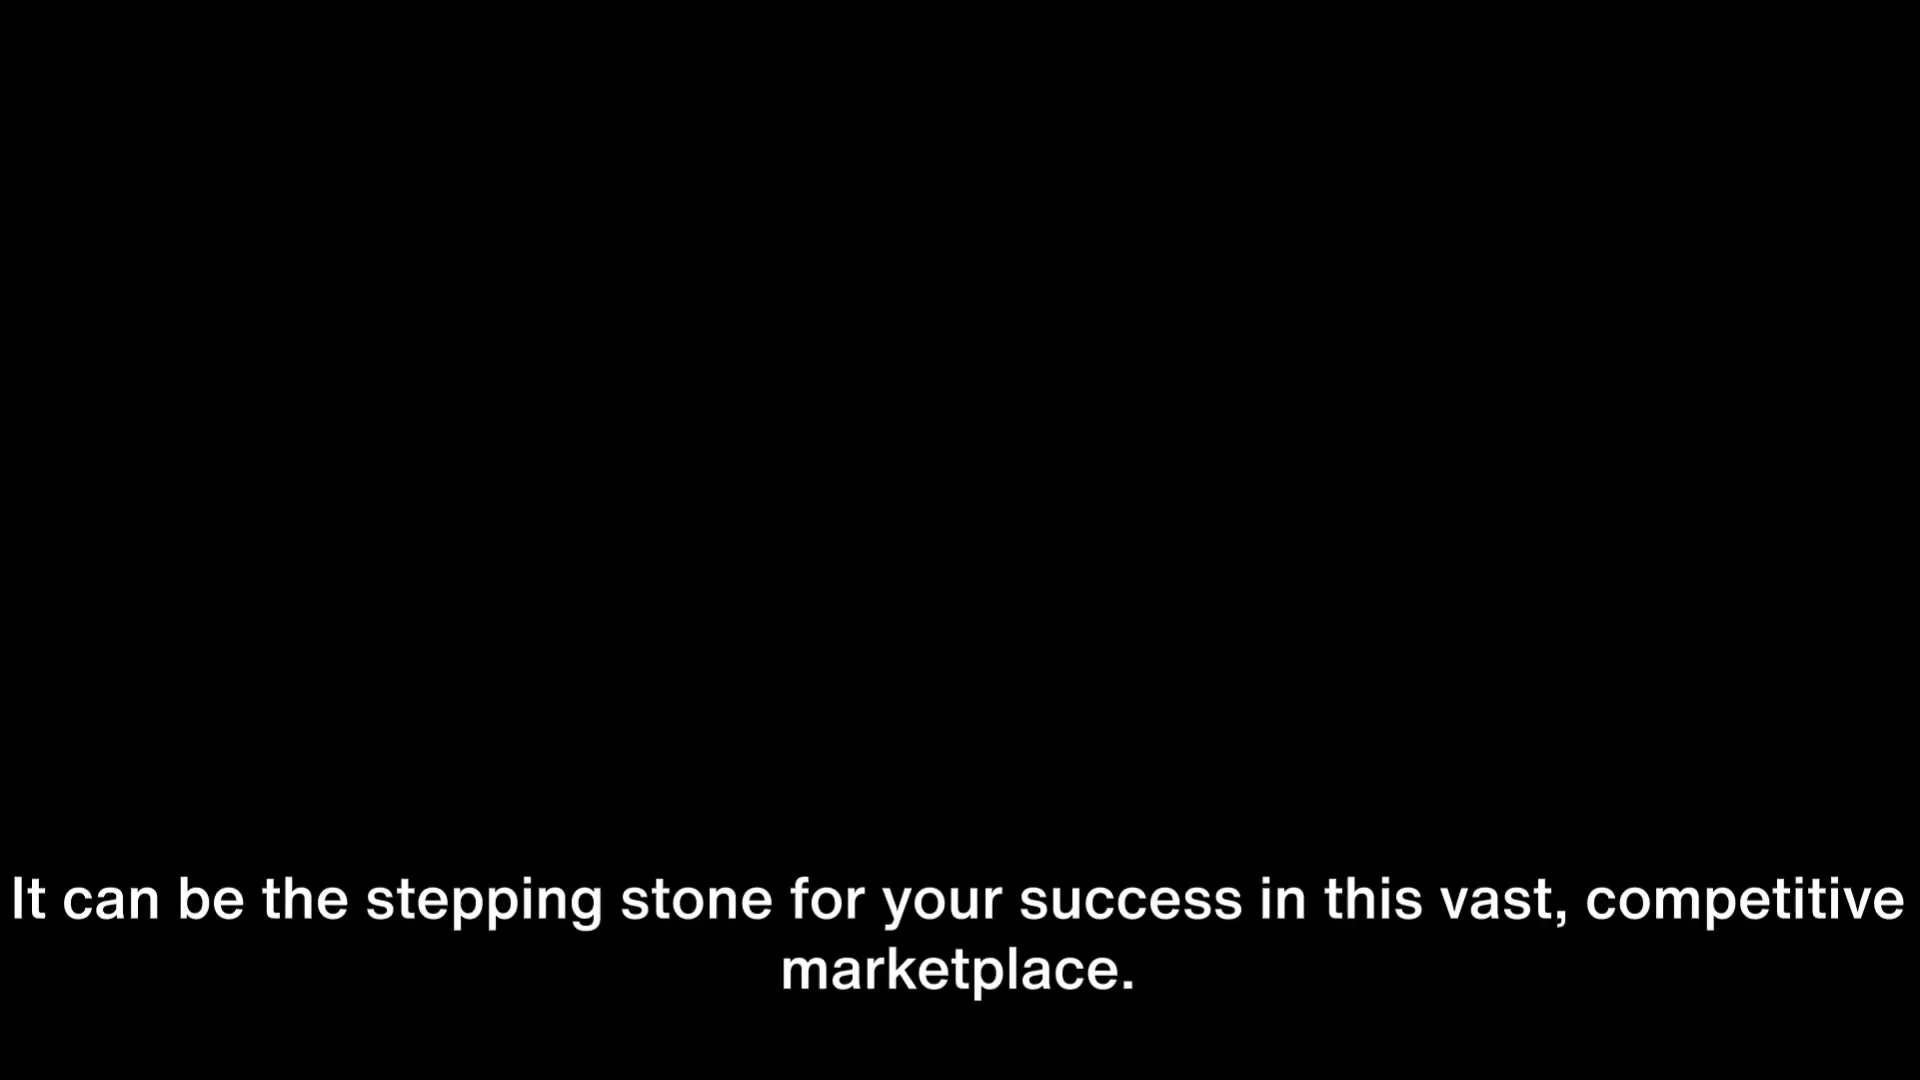 It can be the stepping stone for your success in this vast, competitive
marketplace.